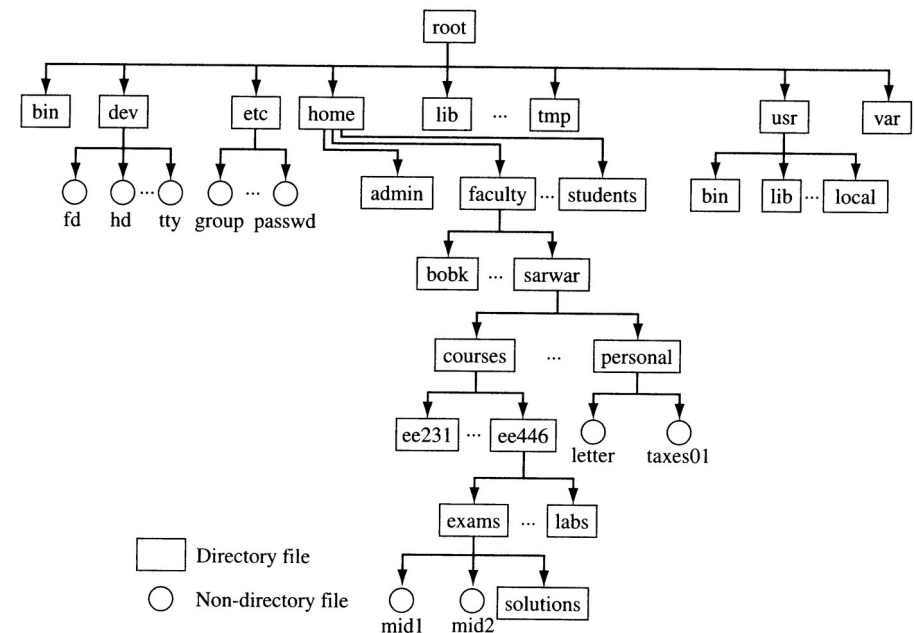 root
bin dev etc home lib ... tmp usr var
admin faculty ... students bin lib ... local
fd hd ... tty group ... passwd
bobk ... sarwar
courses ... personal
ee231 ... ee446 letter taxes01
exams ... labs
Directory file
Non-directory file
mid1 mid2 solutions